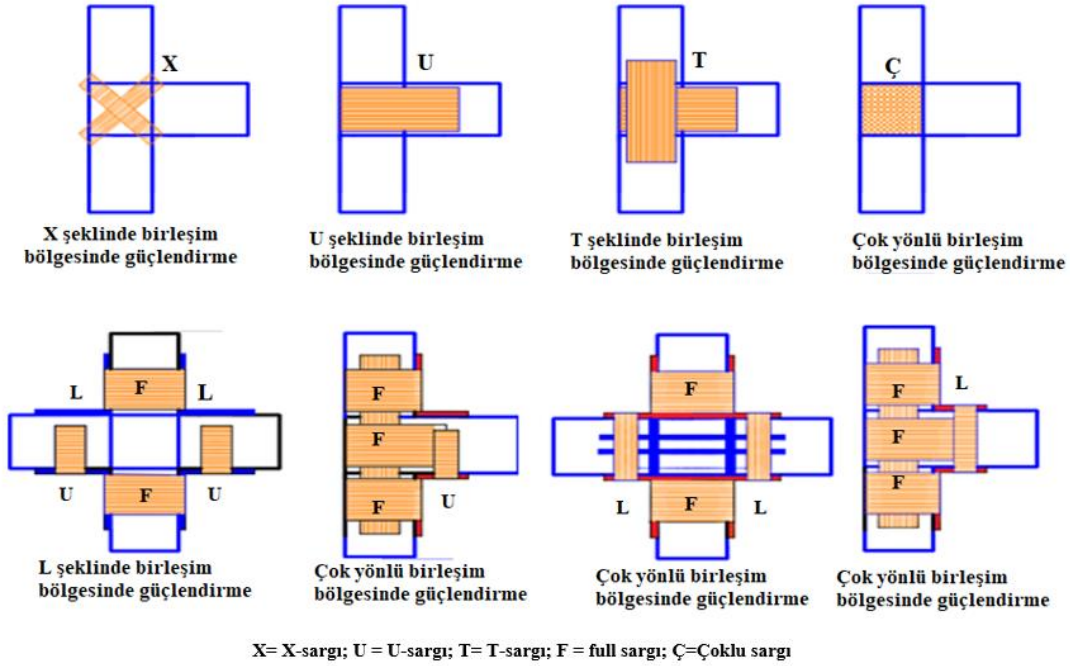 X
U
T
Ç
X şeklinde birleşim
bölgesinde güçlendirme
U şeklinde birleşim
bölgesinde güçlendirme
T şeklinde birleşim
bölgesinde güçlendirme
Çok yönlü birleşim
bölgesinde güçlendirme
L
F
L
U
F
U
L şeklinde birleşim
bölgesinde güçlendirme
F
F
F
U
Çok yönlü birleşim
bölgesinde güçlendirme
F
L
F
L
Çok yönlü birleşim
bölgesinde güçlendirme
F
L
F
F
Çok yönlü birleşim
bölgesinde güçlendirme
X= X-sargı; U = U-sargı; T= T-sargı; F = full sargı; Ç=Çoklu sargı